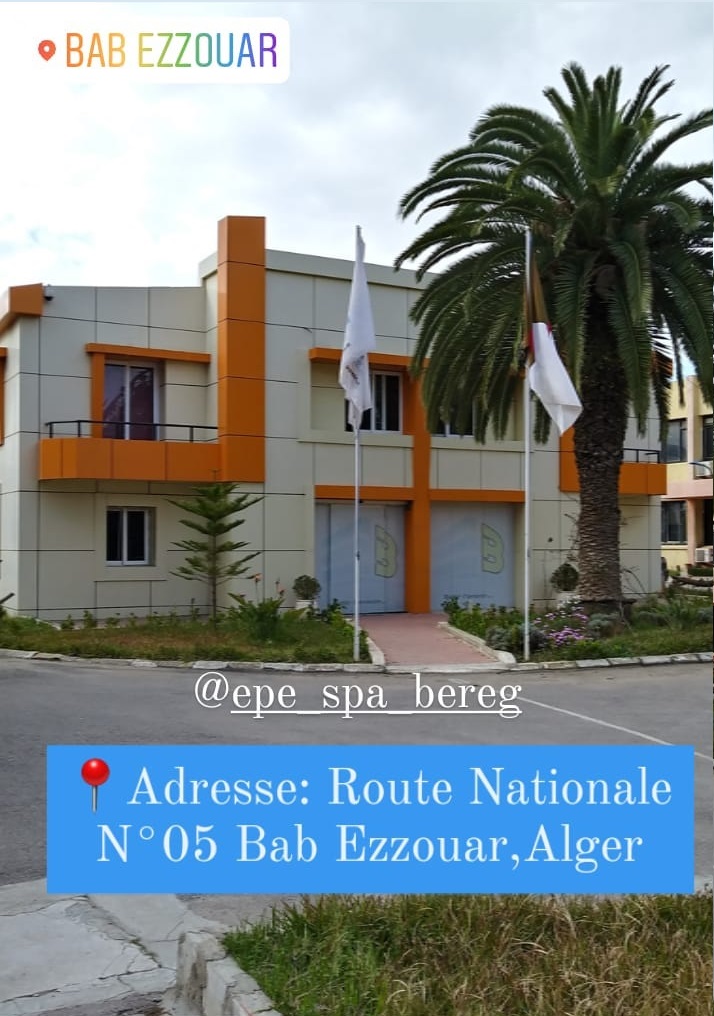 BAB EZZOUAR
B
B
@epe_spa_bereg
📍Adresse: Route Nationale
N°05 Bab Ezzouar,Alger